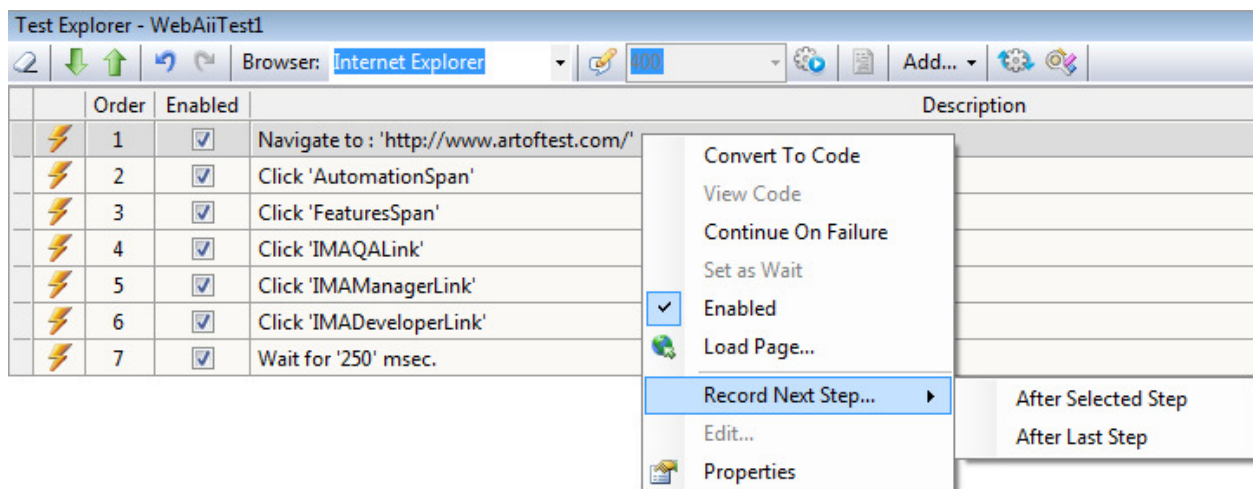 Test Explorer - WebAiiTest1
Browser: Internet Explorer 400 Add...
Order Enabled Description
1 Navigate to : 'http://www.artoftest.com/'
2 Click 'AutomationSpan'
3 Click 'FeaturesSpan'
4 Click 'IMAQALink'
5 Click 'IMAManagerLink'
6 Click 'IMADeveloperLink'
7 Wait for '250' msec.
Convert To Code
View Code
Continue On Failure
Set as Wait
Enabled
Load Page...
Record Next Step...
Edit...
Properties
After Selected Step
After Last Step